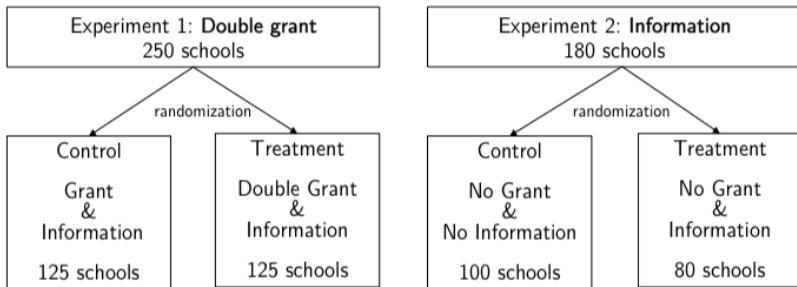 Experiment 1: Double grant
250 schools
randomization
Control
Grant
&
Information
125 schools
Treatment
Double Grant
&
Information
125 schools
Experiment 2: Information
180 schools
randomization
Control
No Grant
&
No Information
100 schools
Treatment
No Grant
&
Information
80 schools